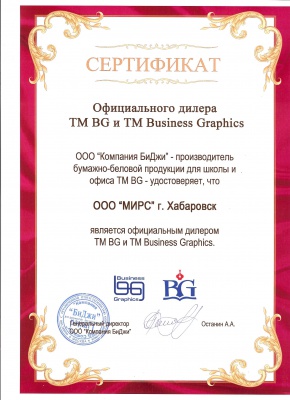 СЕРТИФИКАТ
Официального дилера
ТМ BG и ТМ Business Graphics
ООО "Компания БиДжи" - производитель
бумажно-беловой продукции для школы и
офиса ТМ BG - удостоверяет, что
ООО "МИРС" г. Хабаровск
является официальным дилером
ТМ BG и ТМ Business Graphics.
Business
BG
Graphics
BG
"БиДжи"
Генеральный директор
ООО "Компания БиДжи"
Останин А.А.